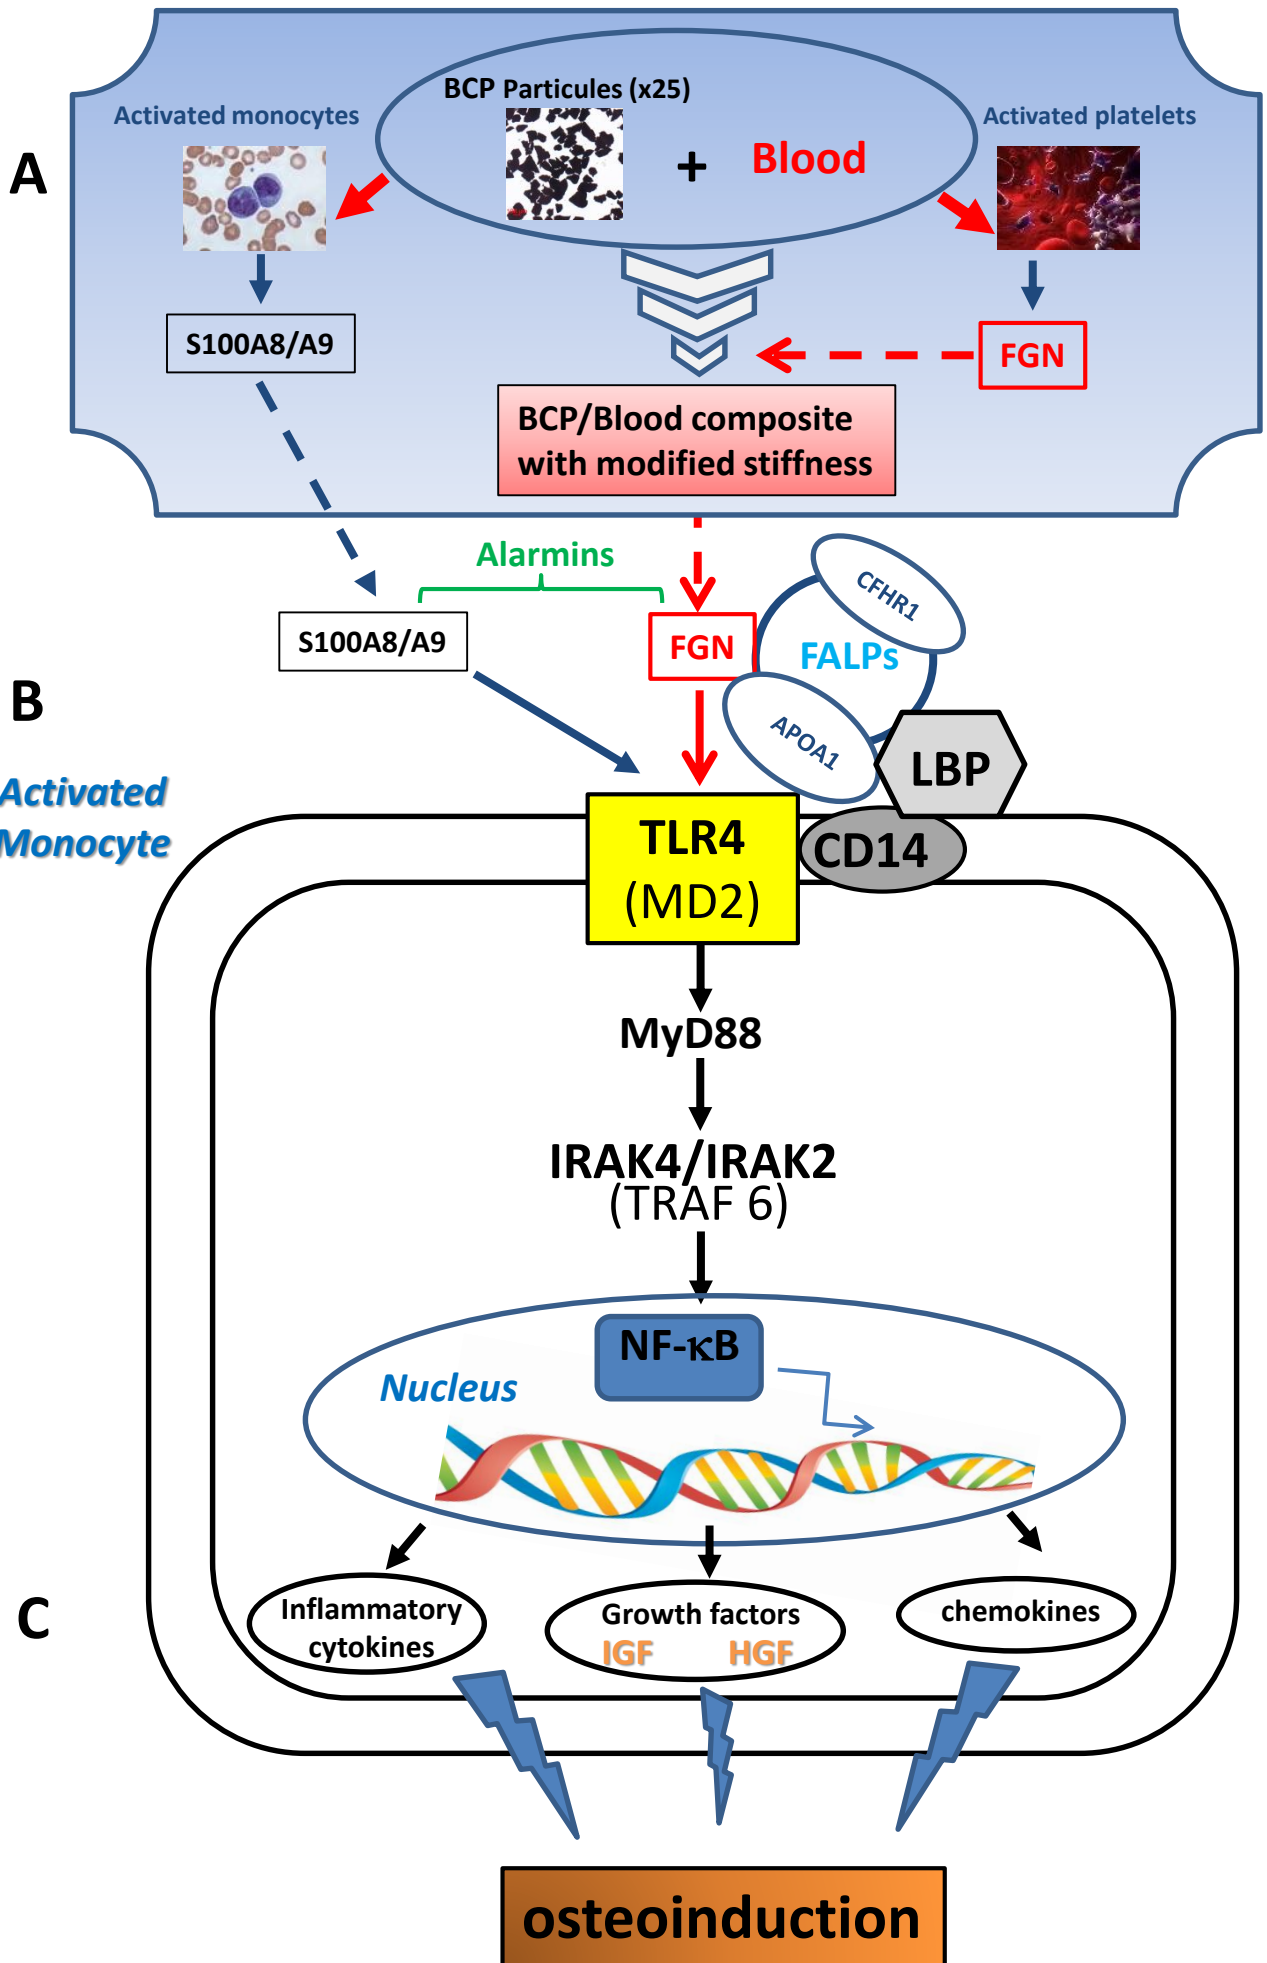 BCP Particules (x25)
Activated monocytes
Activated platelets
A
+
Blood
S100A8/A9
FGN
BCP/Blood composite
with modified stiffness
Alarmins
CFHR1
S100A8/A9
FGN
FALPs
B
APOA1
LBP
Activated
Monocyte
TLR4
(MD2)
CD14
MyD88
IRAK4/IRAK2
(TRAF 6)
NF-κB
Nucleus
C
Inflammatory
cytokines
Growth factors
IGF HGF
chemokines
osteoinduction